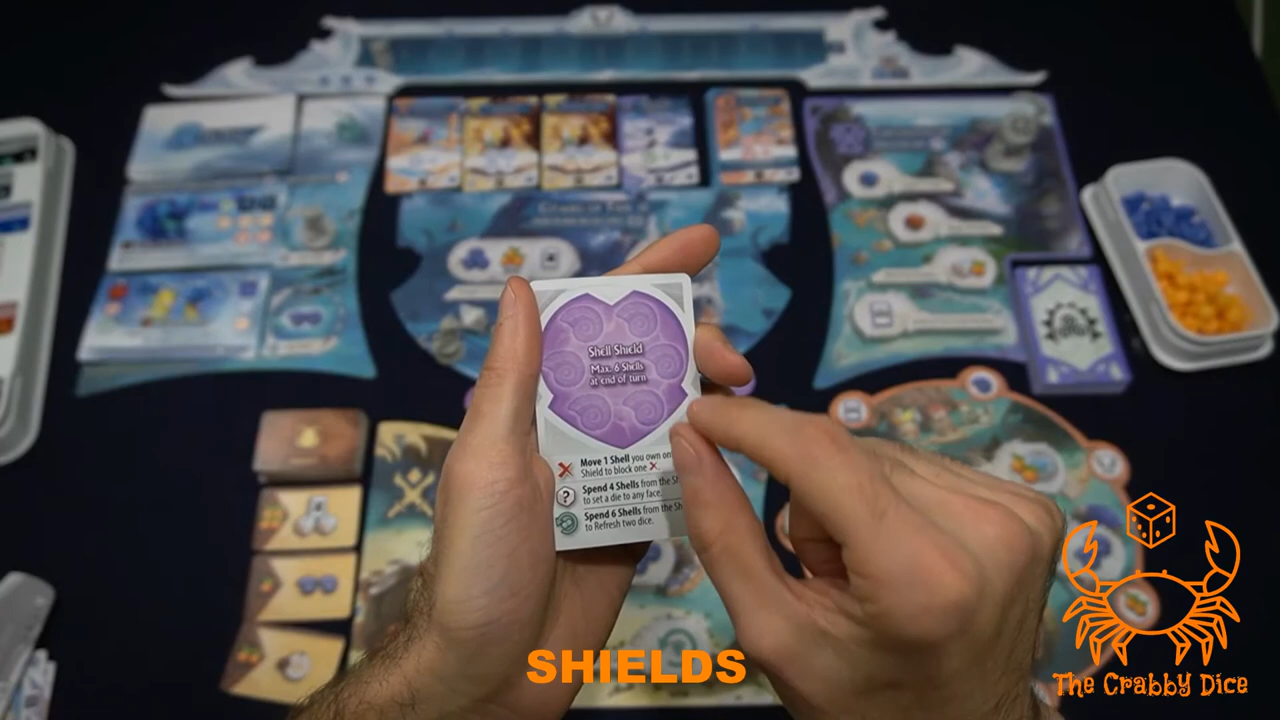 Shell Shield
Max. 6 Shells
at end of turn
Move 1 Shell you own on
Shield to block one
Spend 4 Shells from the
to set a die to any face.
Spend 6 Shells from the
to Refresh two dice.
SHIELDS
The Crabby Dice